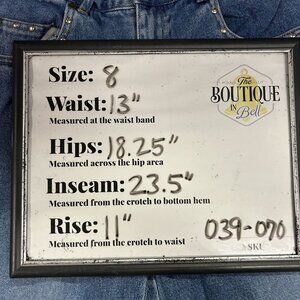 Size: 8
The
BOUTIQUE
IN
Bell
Waist: 13"
Measured at the waist band
Hips: 18.25"
Measured across the hip area
Inseam: 23.5"
Measured from the crotch to bottom hem
Rise: 11"
Measured from the crotch to waist
039-070
SKU